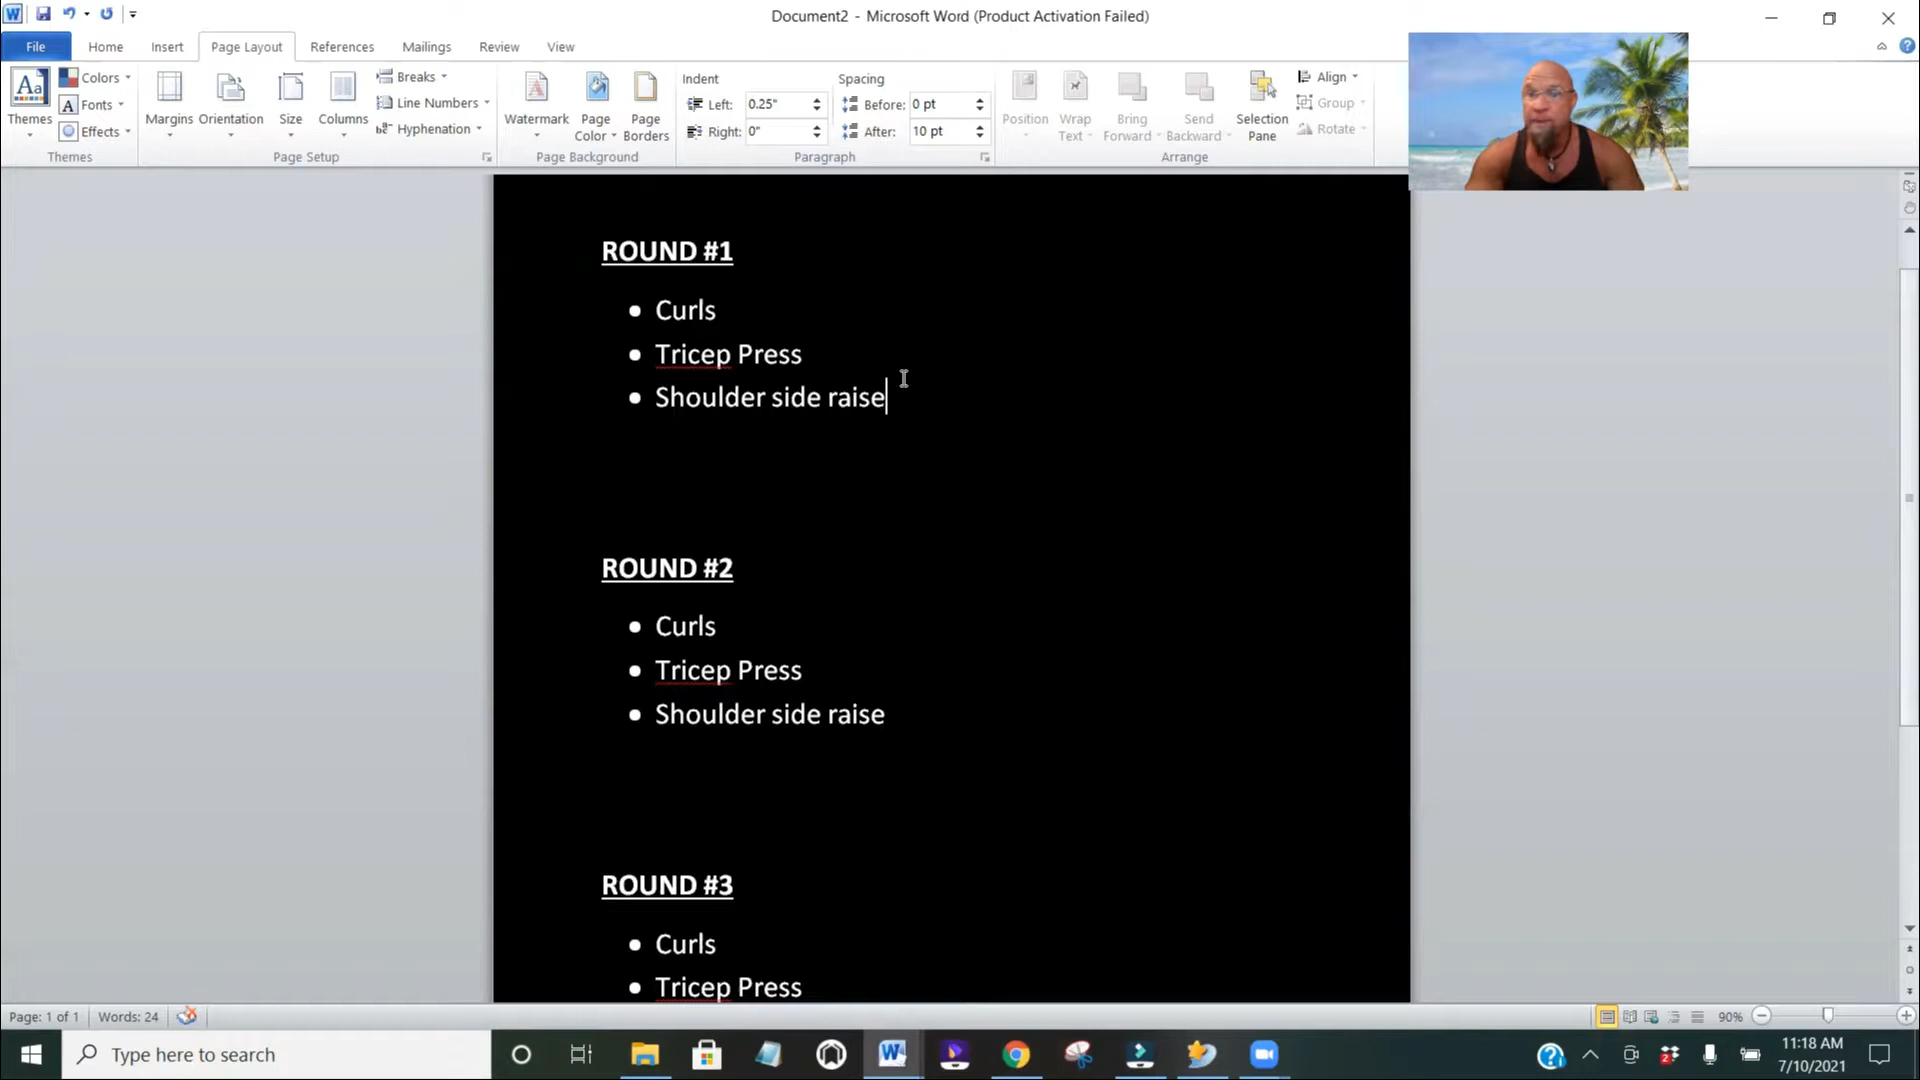 Document2 - Microsoft Word (Product Activation Failed)
File Home Insert Page Layout References Mailings Review View
Themes
Colors
Fonts
Effects
Themes
Margins
Orientation
Size
Columns
Breaks
Line Numbers
Hyphenation
Page Setup
Watermark
Page Color
Page Borders
Page Background
Indent
Left: 0.25"
Right: 0"
Spacing
Before: 0 pt
After: 10 pt
Paragraph
Position
Wrap Text
Bring Forward
Send Backward
Selection Pane
Align
Group
Rotate
Arrange
ROUND #1
• Curls
• Tricep Press
• Shoulder side raise
ROUND #2
• Curls
• Tricep Press
• Shoulder side raise
ROUND #3
• Curls
• Tricep Press
Page: 1 of 1 Words: 24
90%
Type here to search
11:18 AM
7/10/2021